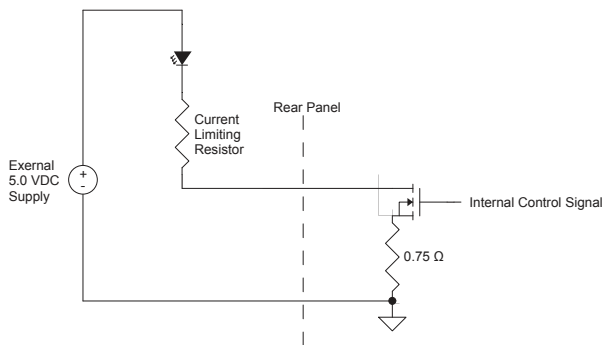 Rear Panel
Current
Limiting
Resistor
Exernal
5.0 VDC
Supply
+
-
Internal Control Signal
0.75 Ω